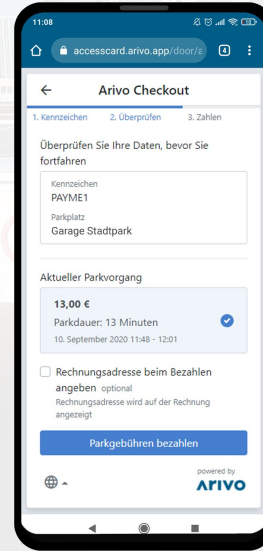 11:08
accesscard.arivo.app/door/a
4
Arivo Checkout
1. Kennzeichen 2. Überprüfen 3. Zahlen
Überprüfen Sie Ihre Daten, bevor Sie
fortfahren
Kennzeichen
PAYME1
Parkplatz
Garage Stadtpark
Aktueller Parkvorgang
13,00 €
Parkdauer: 13 Minuten
10. September 2020 11:48 - 12:01
Rechnungsadresse beim Bezahlen
angeben optional
Rechnungsadresse wird auf der Rechnung
angezeigt
Parkgebühren bezahlen
powered by
ARIVO